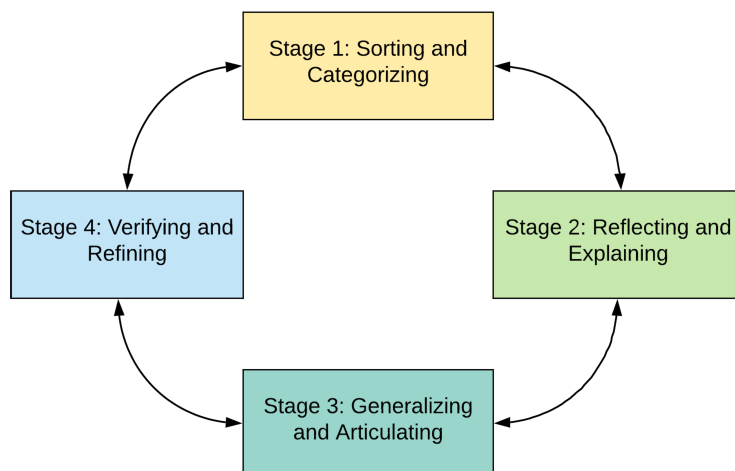 Stage 1: Sorting and
Categorizing
Stage 2: Reflecting and
Explaining
Stage 3: Generalizing
and Articulating
Stage 4: Verifying and
Refining